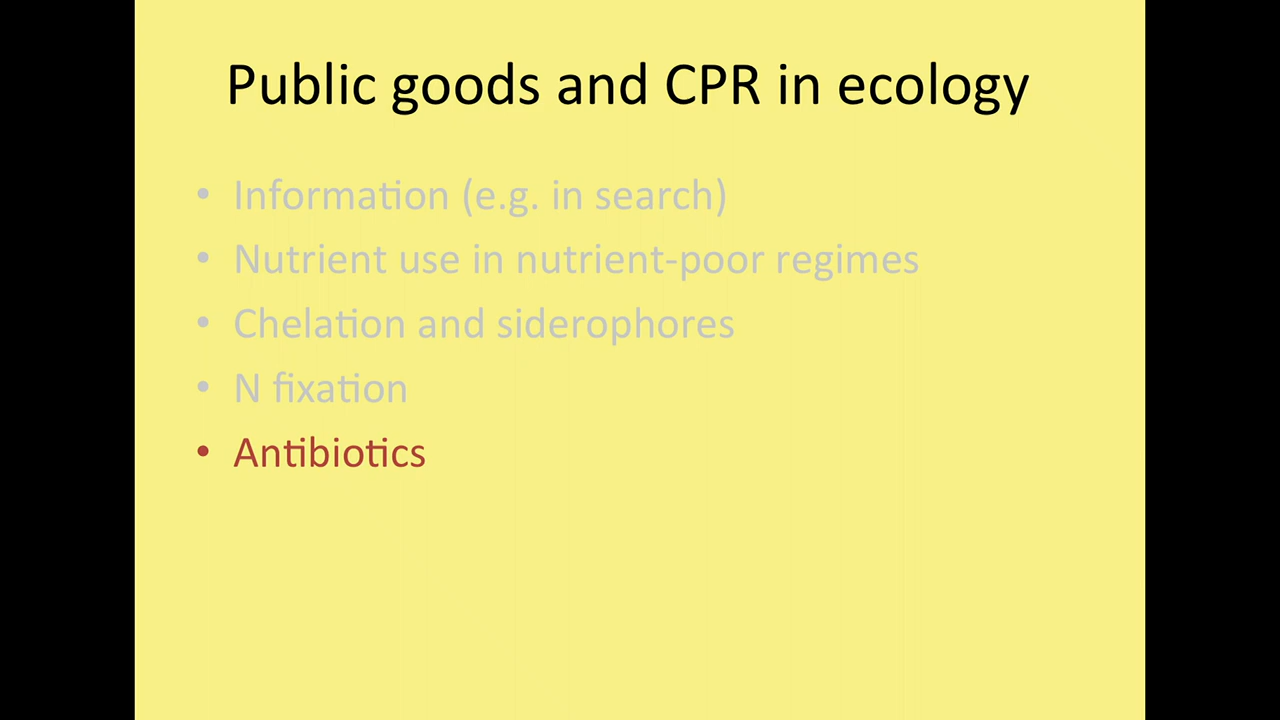 Public goods and CPR in ecology
• Information (e.g. in search)
• Nutrient use in nutrient-poor regimes
• Chelation and siderophores
• N fixation
• Antibiotics